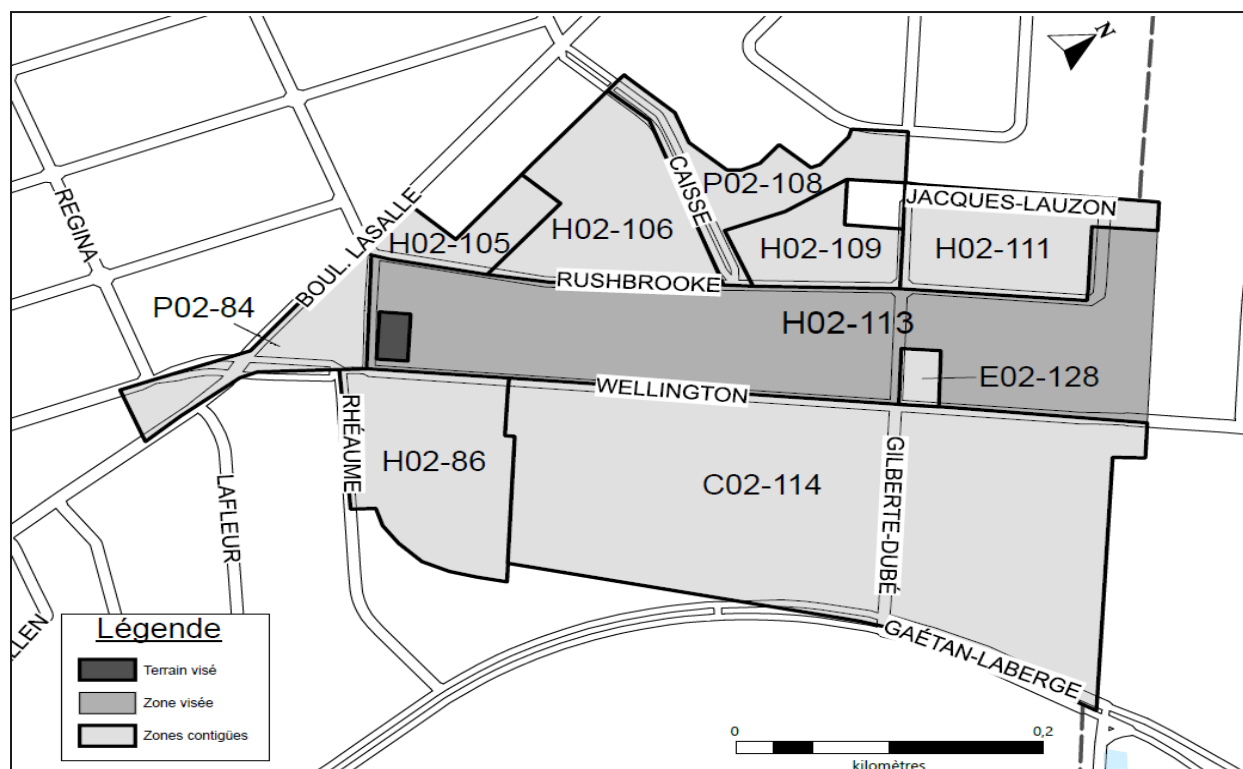 N
CAISSE
P02-108
JACQUES-LAUZON
REGINA
BOUL. LASALLE
H02-105
H02-106
H02-109
H02-111
RUSHBROOKE
P02-84
H02-113
E02-128
WELLINGTON
RHÉAUME
H02-86
C02-114
GILBERTE-DUBÉ
LAFLEUR
LLEN
GAÉTAN-LABERGE
Légende
Terrain visé
Zone visée
Zones contigües
0 0,2
kilomètres